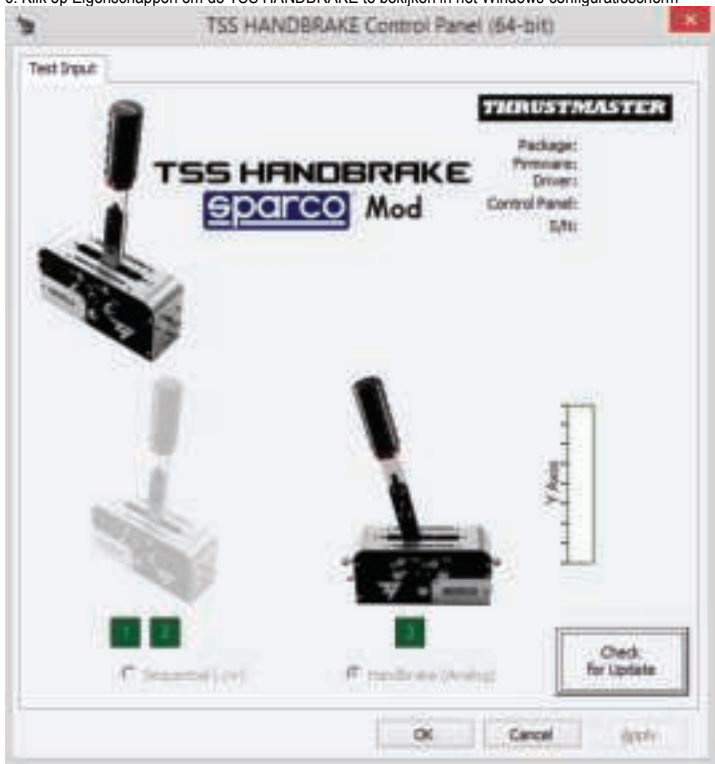 Klik op Eigenschappen om de TSS HANDBRAKE te bekijken in het Windows-configuratiescherm
TSS HANDBRAKE Control Panel (64-bit)
Test Input
THRUSTMASTER
Package:
Firmware:
Driver:
Control Panel:
S/N:
TSS HANDBRAKE
sparco Mod
Y Axis
1 2
3
Sequential (-/+)
Handbrake (Analog)
Check
for Update
OK Cancel Apply